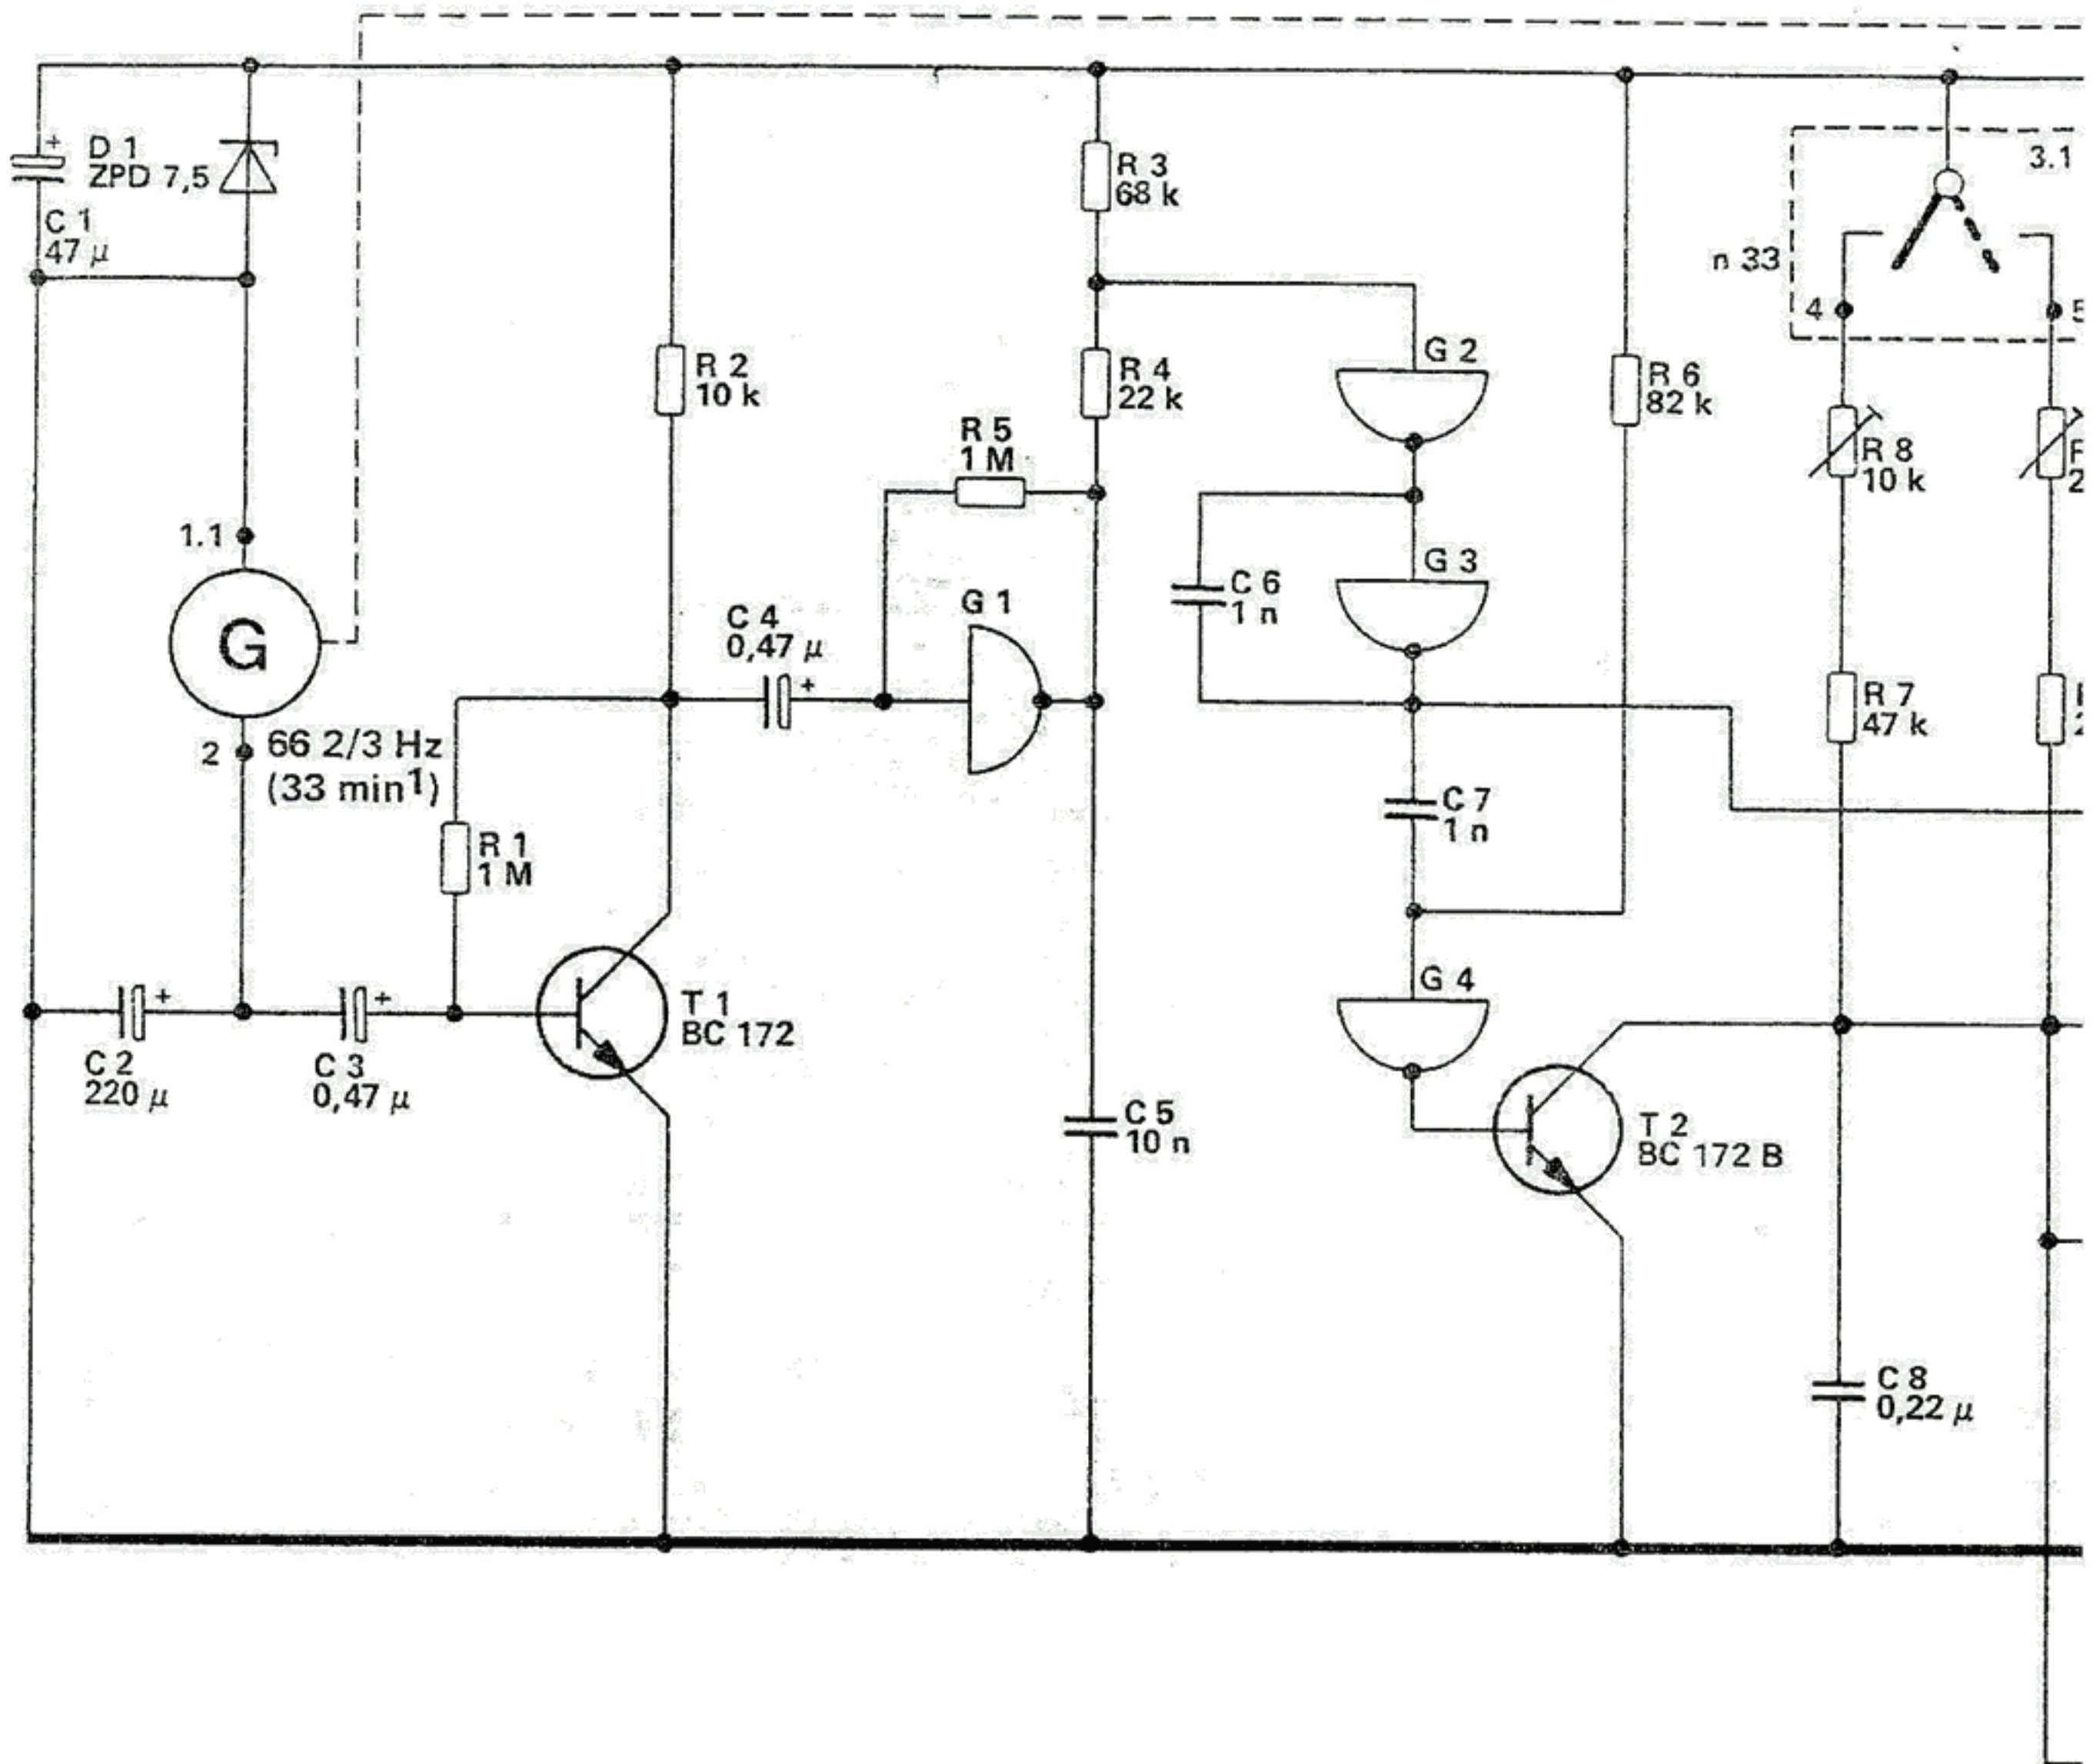 D 1
ZPD 7,5
+
C 1
47 µ
R 3
68 k
3.1
n 33
4
5
R 2
10 k
R 4
22 k
G 2
R 6
82 k
R 5
1 M
R 8
10 k
1.1
G
G 3
C 6
1 n
C 4
0,47 µ
+
G 1
R 7
47 k
2
66 2/3 Hz
(33 min1)
C 7
1 n
R 1
1 M
G 4
+
+
T 1
BC 172
C 2
220 µ
C 3
0,47 µ
C 5
10 n
T 2
BC 172 B
C 8
0,22 µ